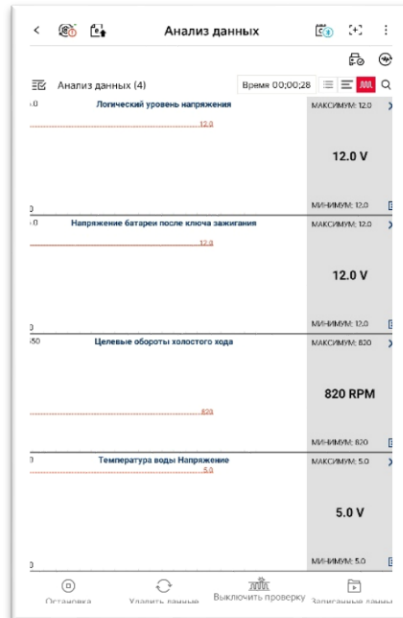 Анализ данных
Анализ данных (4)
Время 00;00;28
Логический уровень напряжения
МАКСИМУМ: 12.0
12.0
12.0 V
МИНИМУМ: 12.0
Напряжение батареи после ключа зажигания
МАКСИМУМ: 12.0
12.0
12.0 V
МИНИМУМ: 12.0
Целевые обороты холостого хода
МАКСИМУМ: 820
820 RPM
820
МИНИМУМ: 820
Температура воды Напряжение
МАКСИМУМ: 5.0
5.0
5.0 V
МИНИМУМ: 5.0
Остановка
Удалить данные
Выключить проверку
Записанные данны